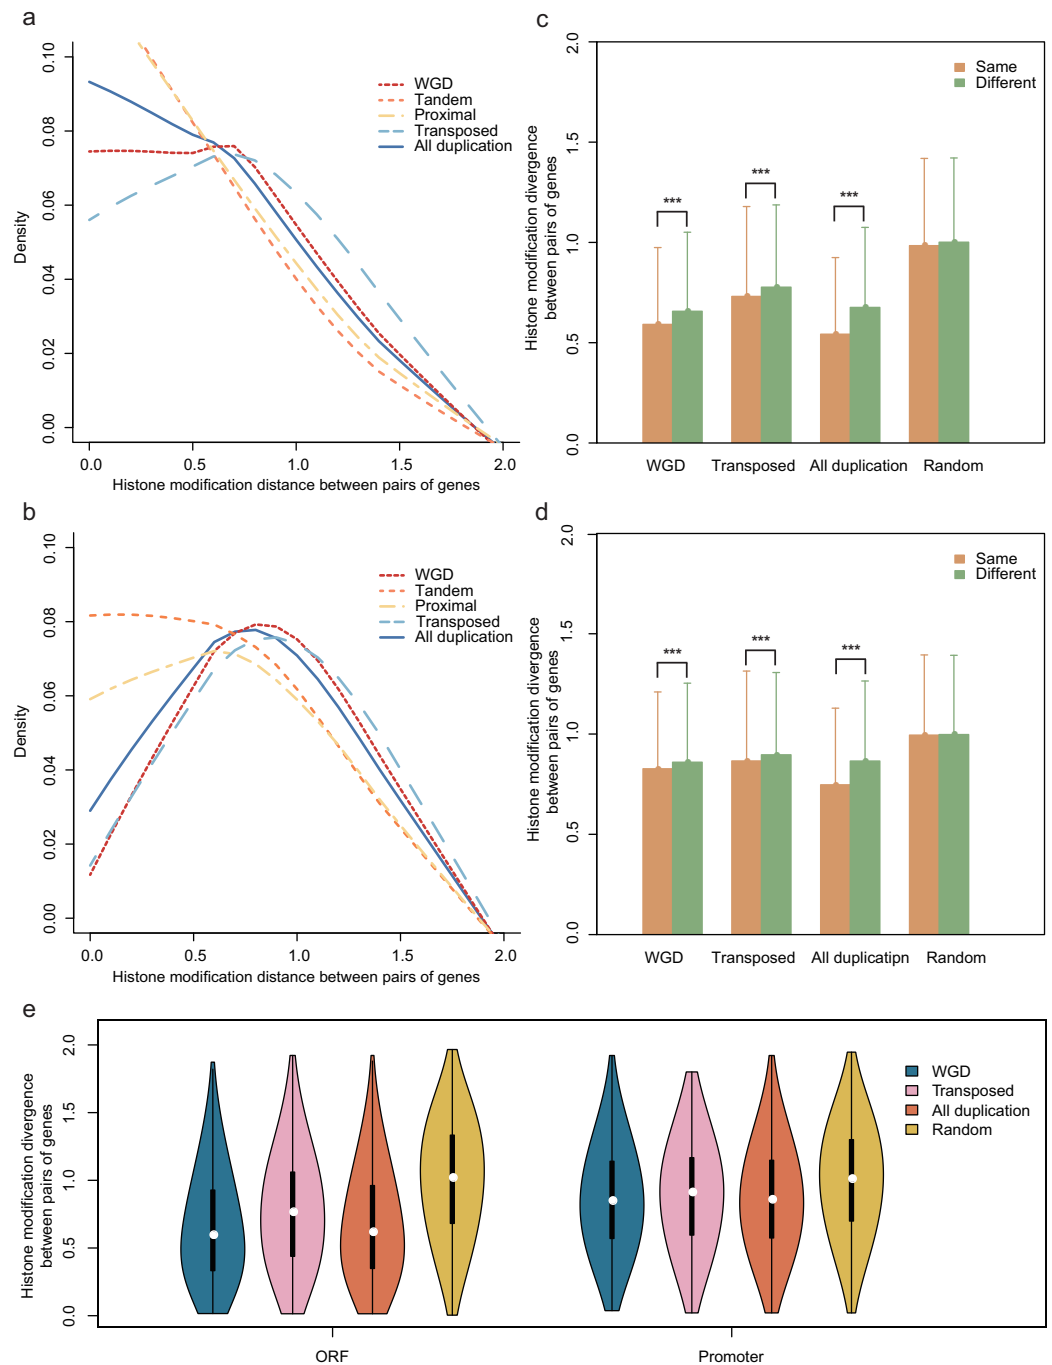 a
0.10
0.08
0.06
0.04
0.02
0.00
Density
WGD
Tandem
Proximal
Transposed
All duplication
0.0 0.5 1.0 1.5 2.0
Histone modification distance between pairs of genes
c
2.0
1.5
1.0
0.5
0.0
Histone modification divergence
between pairs of genes
Same
Different
***
***
***
WGD Transposed All duplication Random
b
0.10
0.08
0.06
0.04
0.02
0.00
Density
WGD
Tandem
Proximal
Transposed
All duplication
0.0 0.5 1.0 1.5 2.0
Histone modification distance between pairs of genes
d
2.0
1.5
1.0
0.5
0.0
Histone modification divergence
between pairs of genes
Same
Different
***
***
***
WGD Transposed All duplicatipn Random
e
2.0
1.5
1.0
0.5
0.0
Histone modification divergence
between pairs of genes
WGD
Transposed
All duplication
Random
ORF Promoter